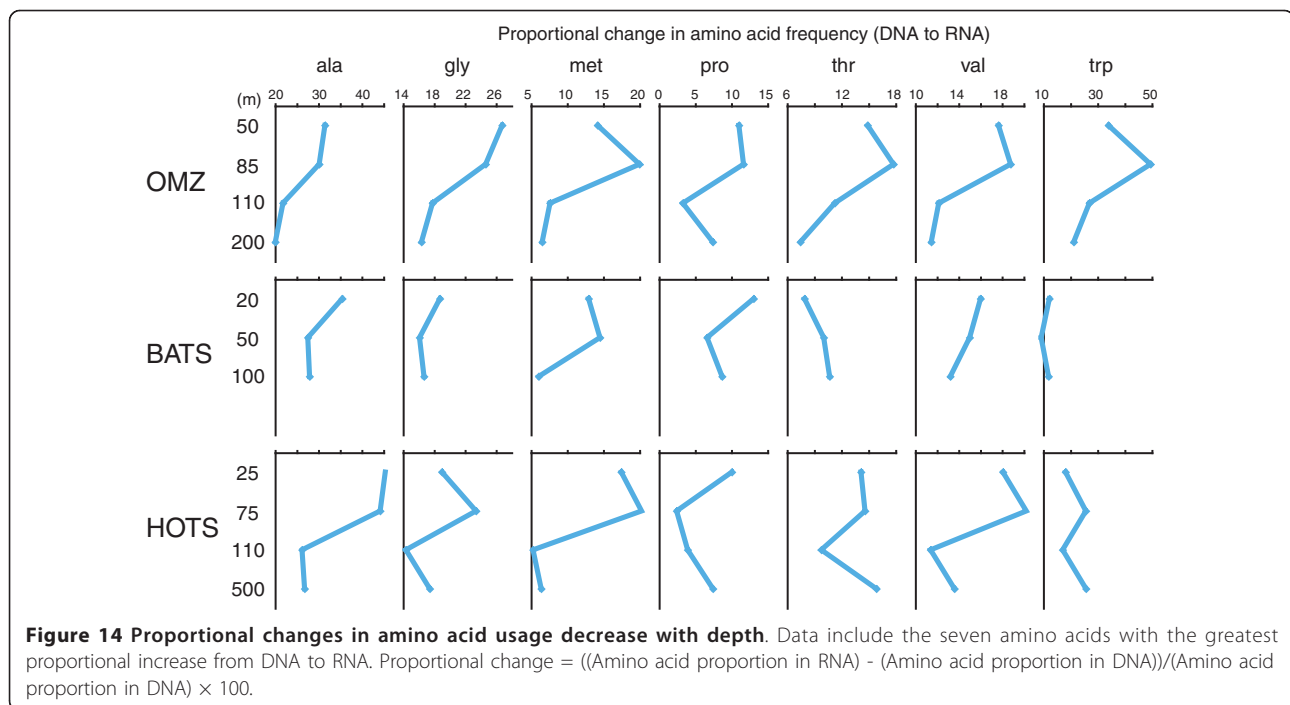 Proportional change in amino acid frequency (DNA to RNA)
ala gly met pro thr val trp
(m) 20 30 40 14 18 22 26 5 10 15 20 0 5 10 15 6 12 18 10 14 18 10 30 50
50
85
OMZ
110
200
20
50
BATS
100
25
75
HOTS
110
500
Figure 14 Proportional changes in amino acid usage decrease with depth. Data include the seven amino acids with the greatest
proportional increase from DNA to RNA. Proportional change = ((Amino acid proportion in RNA) - (Amino acid proportion in DNA))/(Amino acid
proportion in DNA) × 100.